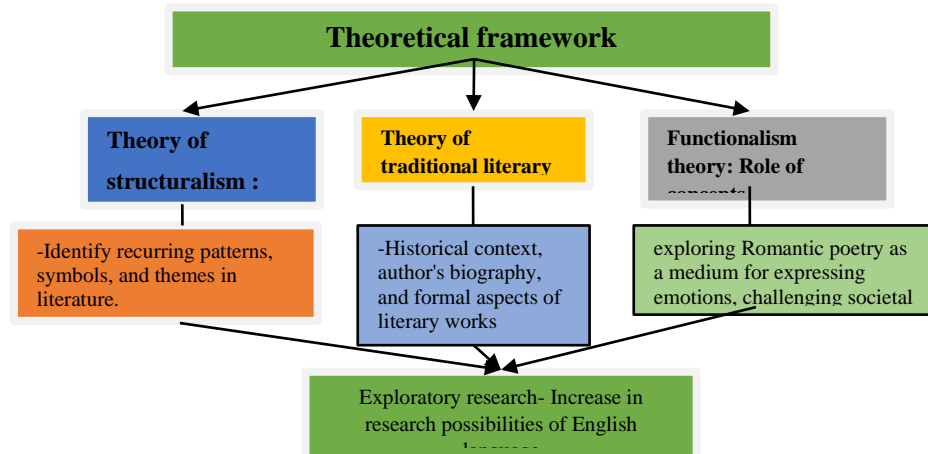 Theoretical framework
Theory of
structuralism :
Theory of
traditional literary
Functionalism
theory: Role of
concepts
-Identify recurring patterns,
symbols, and themes in
literature.
-Historical context,
author's biography,
and formal aspects of
literary works
exploring Romantic poetry as
a medium for expressing
emotions, challenging societal
Exploratory research- Increase in
research possibilities of English
language